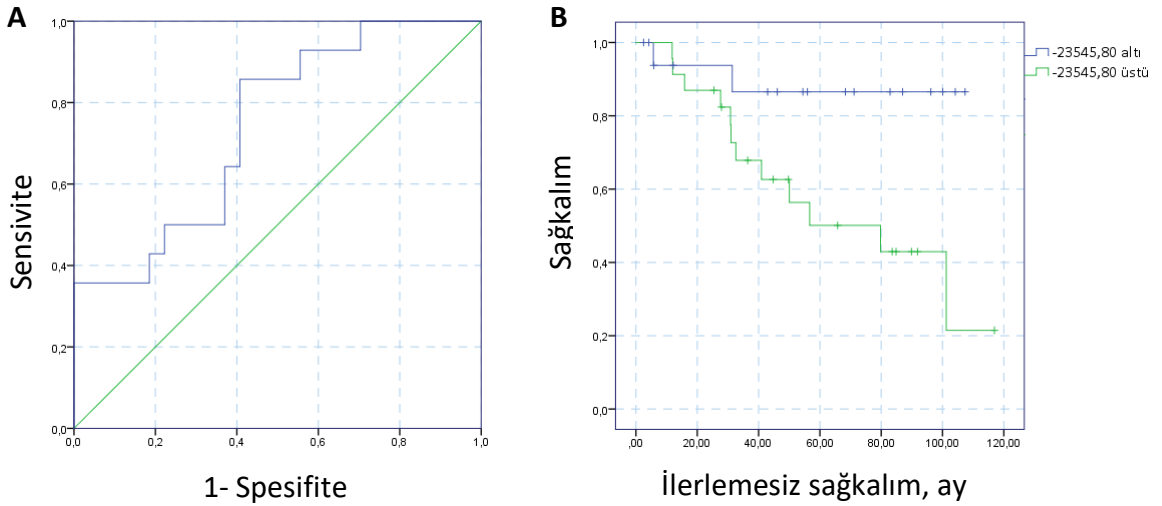 A
1,0
0,8
0,6
0,4
0,2
0,0
0,0 0,2 0,4 0,6 0,8 1,0
Sensivite
1- Spesifite
B
1,0
0,8
0,6
0,4
0,2
0,0
,00 20,00 40,00 60,00 80,00 100,00 120,00
Sağkalım
İlerlemesiz sağkalım, ay
-23545,80 altı
-23545,80 üstü